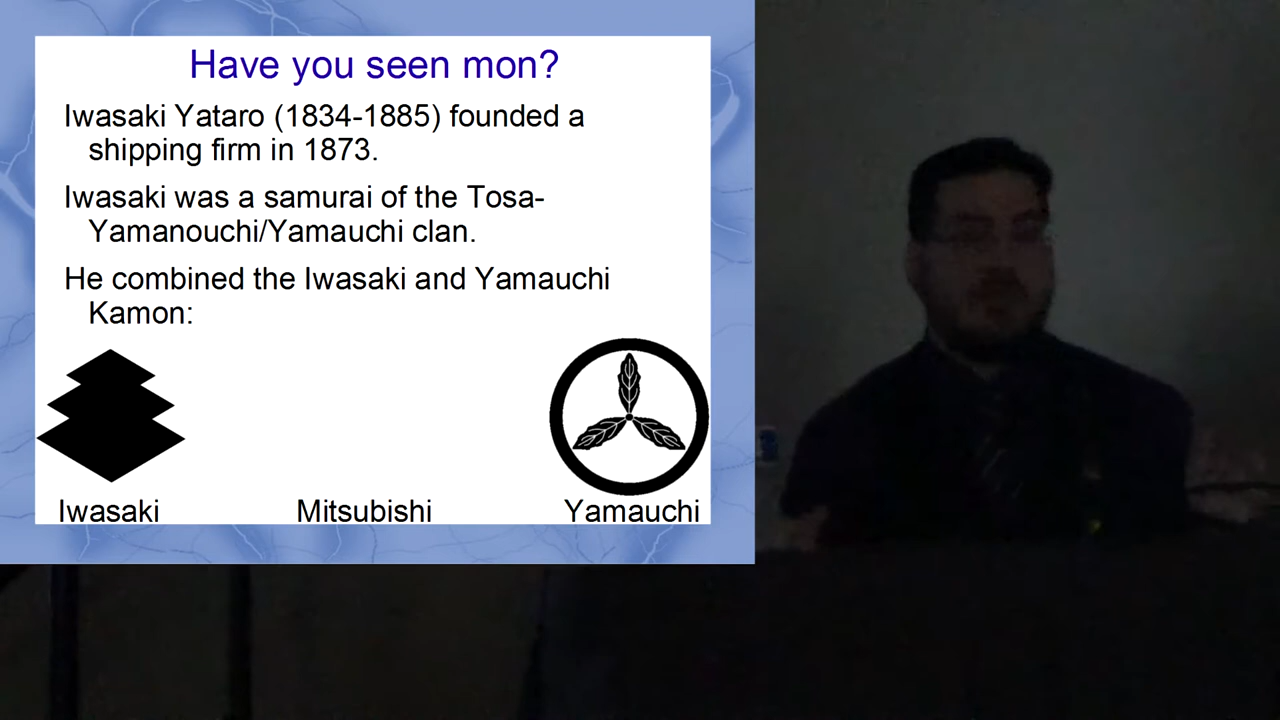 Have you seen mon?
Iwasaki Yataro (1834-1885) founded a
shipping firm in 1873.
Iwasaki was a samurai of the Tosa-
Yamanouchi/Yamauchi clan.
He combined the Iwasaki and Yamauchi
Kamon:
Iwasaki
Mitsubishi
Yamauchi